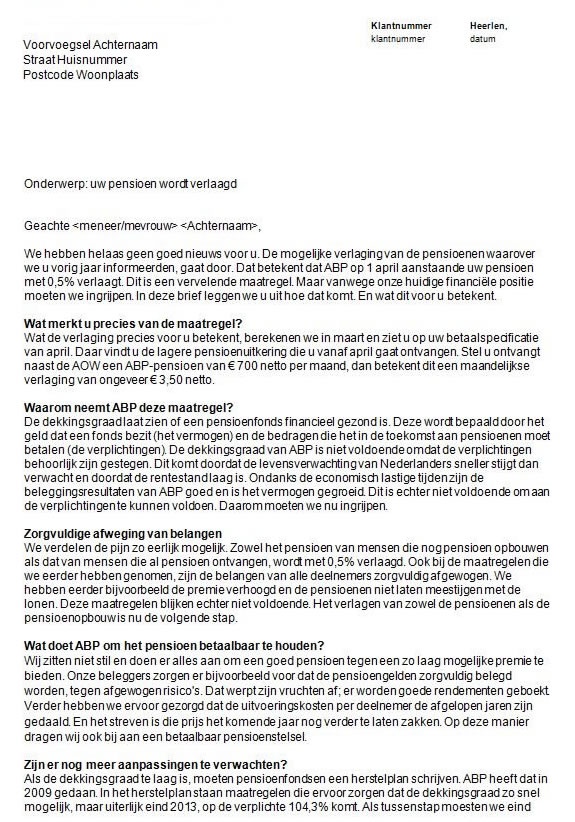 Klantnummer Heerlen,
klantnummer datum
Voorvoegsel Achternaam
Straat Huisnummer
Postcode Woonplaats
Onderwerp: uw pensioen wordt verlaagd
Geachte <meneer/mevrouw> <Achternaam>,
We hebben helaas geen goed nieuws voor u. De mogelijke verlaging van de pensioenen waarover
we u vorig jaar informeerden, gaat door. Dat betekent dat ABP op 1 april aanstaande uw pensioen
met 0,5% verlaagt. Dit is een vervelende maatregel. Maar vanwege onze huidige financiële positie
moeten we ingrijpen. In deze brief leggen we u uit hoe dat komt. En wat dit voor u betekent.
Wat merkt u precies van de maatregel?
Wat de verlaging precies voor u betekent, berekenen we in maart en ziet u op uw betaalspecificatie
van april. Daar vindt u de lagere pensioenuitkering die u vanaf april gaat ontvangen. Stel u ontvangt
naast de AOW een ABP-pensioen van € 700 netto per maand, dan betekent dit een maandelijkse
verlaging van ongeveer € 3,50 netto.
Waarom neemt ABP deze maatregel?
De dekkingsgraad laat zien of een pensioenfonds financieel gezond is. Deze wordt bepaald door het
geld dat een fonds bezit (het vermogen) en de bedragen die het in de toekomst aan pensioenen moet
betalen (de verplichtingen). De dekkingsgraad van ABP is niet voldoende omdat de verplichtingen
behoorlijk zijn gestegen. Dit komt doordat de levensverwachting van Nederlanders sneller stijgt dan
verwacht en doordat de rentestand laag is. Ondanks de economisch lastige tijden zijn de
beleggingsresultaten van ABP goed en is het vermogen gegroeid. Dit is echter niet voldoende om aan
de verplichtingen te kunnen voldoen. Daarom moeten we nu ingrijpen.
Zorgvuldige afweging van belangen
We verdelen de pijn zo eerlijk mogelijk. Zowel het pensioen van mensen die nog pensioen opbouwen
als dat van mensen die al pensioen ontvangen, wordt met 0,5% verlaagd. Ook bij de maatregelen die
we eerder hebben genomen, zijn de belangen van alle deelnemers zorgvuldig afgewogen. We
hebben eerder bijvoorbeeld de premie verhoogd en de pensioenen niet laten meestijgen met de
lonen. Deze maatregelen blijken echter niet voldoende. Het verlagen van zowel de pensioenen als de
pensioenopbouw is nu de volgende stap.
Wat doet ABP om het pensioen betaalbaar te houden?
Wij zitten niet stil en doen er alles aan om een goed pensioen tegen een zo laag mogelijke premie te
bieden. Onze beleggers zorgen er bijvoorbeeld voor dat de pensioengelden zorgvuldig belegd
worden, tegen afgewogen risico's. Dat werpt zijn vruchten af; er worden goede rendementen geboekt.
Verder hebben we ervoor gezorgd dat de uitvoeringskosten per deelnemer de afgelopen jaren zijn
gedaald. En het streven is die prijs het komende jaar nog verder te laten zakken. Op deze manier
dragen wij ook bij aan een betaalbaar pensioenstelsel.
Zijn er nog meer aanpassingen te verwachten?
Als de dekkingsgraad te laag is, moeten pensioenfondsen een herstelplan schrijven. ABP heeft dat in
2009 gedaan. In het herstelplan staan maatregelen die ervoor zorgen dat de dekkingsgraad zo snel
mogelijk, maar uiterlijk eind 2013, op de verplichte 104,3% komt. Als tussenstap moesten we eind